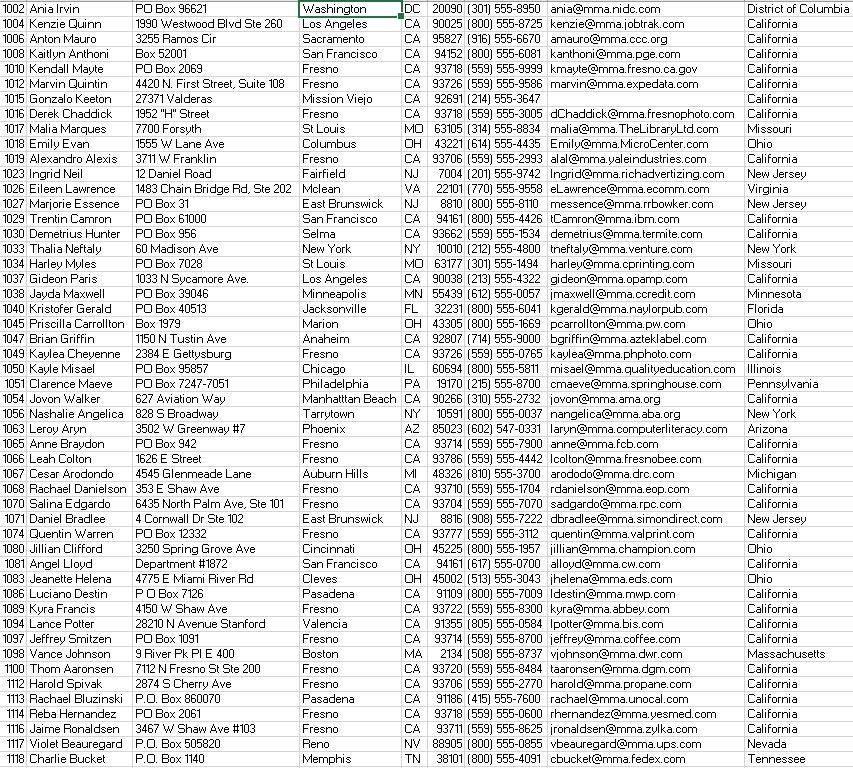 1002 Ania Irvin PO Box 96621 Washington DC 20090 (301) 555-8950 ania@mma.nidc.com District of Columbia
1004 Kenzie Quinn 1990 Westwood Blvd Ste 260 Los Angeles CA 90025 (800) 555-8725 kenzie@mma.jobtrak.com California
1006 Anton Mauro 3255 Ramos Cir Sacramento CA 95827 (916) 555-6670 amauro@mma.ccc.org California
1008 Kaitlyn Anthoni Box 52001 San Francisco CA 94152 (800) 555-6081 kanthoni@mma.pge.com California
1010 Kendall Mayte PO Box 2069 Fresno CA 93718 (559) 555-9999 kmayte@mma.fresno.ca.gov California
1012 Marvin Quintin 4420 N. First Street, Suite 108 Fresno CA 93726 (559) 555-9586 marvin@mma.expedata.com California
1015 Gonzalo Keeton 27371 Valderas Mission Viejo CA 92691 (214) 555-3647 California
1016 Derek Chaddick 1952 "H" Street Fresno CA 93718 (559) 555-3005 dChaddick@mma.fresnophoto.com California
1017 Malia Marques 7700 Forsyth St Louis MO 63105 (314) 555-8834 malia@mma.TheLibraryLtd.com Missouri
1018 Emily Evan 1555 W Lane Ave Columbus OH 43221 (614) 555-4435 Emily@mma.MicroCenter.com Ohio
1019 Alexandro Alexis 3711 W Franklin Fresno CA 93706 (559) 555-2993 alal@mma.yaleindustries.com California
1023 Ingrid Neil 12 Daniel Road Fairfield NJ 7004 (201) 555-9742 Ingrid@mma.richadvertizing.com New Jersey
1026 Eileen Lawrence 1483 Chain Bridge Rd, Ste 202 Mclean VA 22101 (770) 555-9558 eLawrence@mma.ecomm.com Virginia
1027 Marjorie Essence PO Box 31 East Brunswick NJ 8810 (800) 555-8110 messence@mma.rrbowker.com New Jersey
1029 Trentin Camron PO Box 61000 San Francisco CA 94161 (800) 555-4426 tCamron@mma.ibm.com California
1030 Demetrius Hunter PO Box 956 Selma CA 93662 (559) 555-1534 demetrius@mma.termite.com California
1033 Thalia Neftaly 60 Madison Ave New York NY 10010 (212) 555-4800 tneftaly@mma.venture.com New York
1034 Harley Myles PO Box 7028 St Louis MO 63177 (301) 555-1494 harley@mma.cprinting.com Missouri
1037 Gideon Paris 1033 N Sycamore Ave. Los Angeles CA 90038 (213) 555-4322 gideon@mma.opamp.com California
1038 Jayda Maxwell PO Box 39046 Minneapolis MN 55439 (612) 555-0057 jmaxwell@mma.ccredit.com Minnesota
1040 Kristofer Gerald PO Box 40513 Jacksonville FL 32231 (800) 555-6041 kgerald@mma.naylorpub.com Florida
1045 Priscilla Carrollton Box 1979 Marion OH 43305 (800) 555-1669 pcarrollton@mma.pw.com Ohio
1047 Brian Griffin 1150 N Tustin Ave Anaheim CA 92807 (714) 555-9000 bgriffin@mma.azteklabel.com California
1049 Kaylea Cheyenne 2384 E Gettysburg Fresno CA 93726 (559) 555-0765 kaylea@mma.phphoto.com California
1050 Kayle Misael PO Box 95857 Chicago IL 60694 (800) 555-5811 misael@mma.qualityeducation.com Illinois
1051 Clarence Maeve PO Box 7247-7051 Philadelphia PA 19170 (215) 555-8700 cmaeve@mma.springhouse.com Pennsylvania
1054 Jovon Walker 627 Aviation Way Manhatttan Beach CA 90266 (310) 555-2732 jovon@mma.ama.org California
1056 Nashalie Angelica 828 S Broadway Tarrytown NY 10591 (800) 555-0037 nangelica@mma.aba.org New York
1063 Leroy Aryn 3502 W Greenway #7 Phoenix AZ 85023 (602) 547-0331 laryn@mma.computerliteracy.com Arizona
1065 Anne Braydon PO Box 942 Fresno CA 93714 (559) 555-7900 anne@mma.fcb.com California
1066 Leah Colton 1626 E Street Fresno CA 93786 (559) 555-4442 lcolton@mma.fresnobee.com California
1067 Cesar Arodondo 4545 Glenmeade Lane Auburn Hills MI 48326 (810) 555-3700 arododo@mma.drc.com Michigan
1068 Rachael Danielson 353 E Shaw Ave Fresno CA 93710 (559) 555-1704 rdanielson@mma.eop.com California
1070 Salina Edgardo 6435 North Palm Ave, Ste 101 Fresno CA 93704 (559) 555-7070 sadgardo@mma.rpc.com California
1071 Daniel Bradlee 4 Cornwall Dr Ste 102 East Brunswick NJ 8816 (908) 555-7222 dbradlee@mma.simondirect.com New Jersey
1074 Quentin Warren PO Box 12332 Fresno CA 93777 (559) 555-3112 quentin@mma.valprint.com California
1080 Jillian Clifford 3250 Spring Grove Ave Cincinnati OH 45225 (800) 555-1957 jillian@mma.champion.com Ohio
1081 Angel Lloyd Department #1872 San Francisco CA 94161 (617) 555-0700 alloyd@mma.cw.com California
1083 Jeanette Helena 4775 E Miami River Rd Cleves OH 45002 (513) 555-3043 jhelena@mma.eds.com Ohio
1086 Luciano Destin P O Box 7126 Pasadena CA 91109 (800) 555-7009 ldestin@mma.mwp.com California
1089 Kyra Francis 4150 W Shaw Ave Fresno CA 93722 (559) 555-8300 kyra@mma.abbey.com California
1094 Lance Potter 28210 N Avenue Stanford Valencia CA 91355 (805) 555-0584 lpotter@mma.bis.com California
1097 Jeffrey Smitzen PO Box 1091 Fresno CA 93714 (559) 555-8700 jeffrey@mma.coffee.com California
1098 Vance Johnson 9 River Pk Pl E 400 Boston MA 2134 (508) 555-8737 vjohnson@mma.dwr.com Massachusetts
1100 Thom Aaronsen 7112 N Fresno St Ste 200 Fresno CA 93720 (559) 555-8484 taaronsen@mma.dgm.com California
1112 Harold Spivak 2874 S Cherry Ave Fresno CA 93706 (559) 555-2770 harold@mma.propane.com California
1113 Rachael Bluzinski P.O. Box 860070 Pasadena CA 91186 (415) 555-7600 rachael@mma.unocal.com California
1114 Reba Hernandez PO Box 2061 Fresno CA 93718 (559) 555-0600 rhernandez@mma.yesmed.com California
1116 Jaime Ronaldsen 3467 W Shaw Ave #103 Fresno CA 93711 (559) 555-8625 jronaldsen@mma.zylka.com California
1117 Violet Beauregard P.O. Box 505820 Reno NV 88905 (800) 555-0855 vbeauregard@mma.ups.com Nevada
1118 Charlie Bucket P.O. Box 1140 Memphis TN 38101 (800) 555-4091 cbucket@mma.fedex.com Tennessee